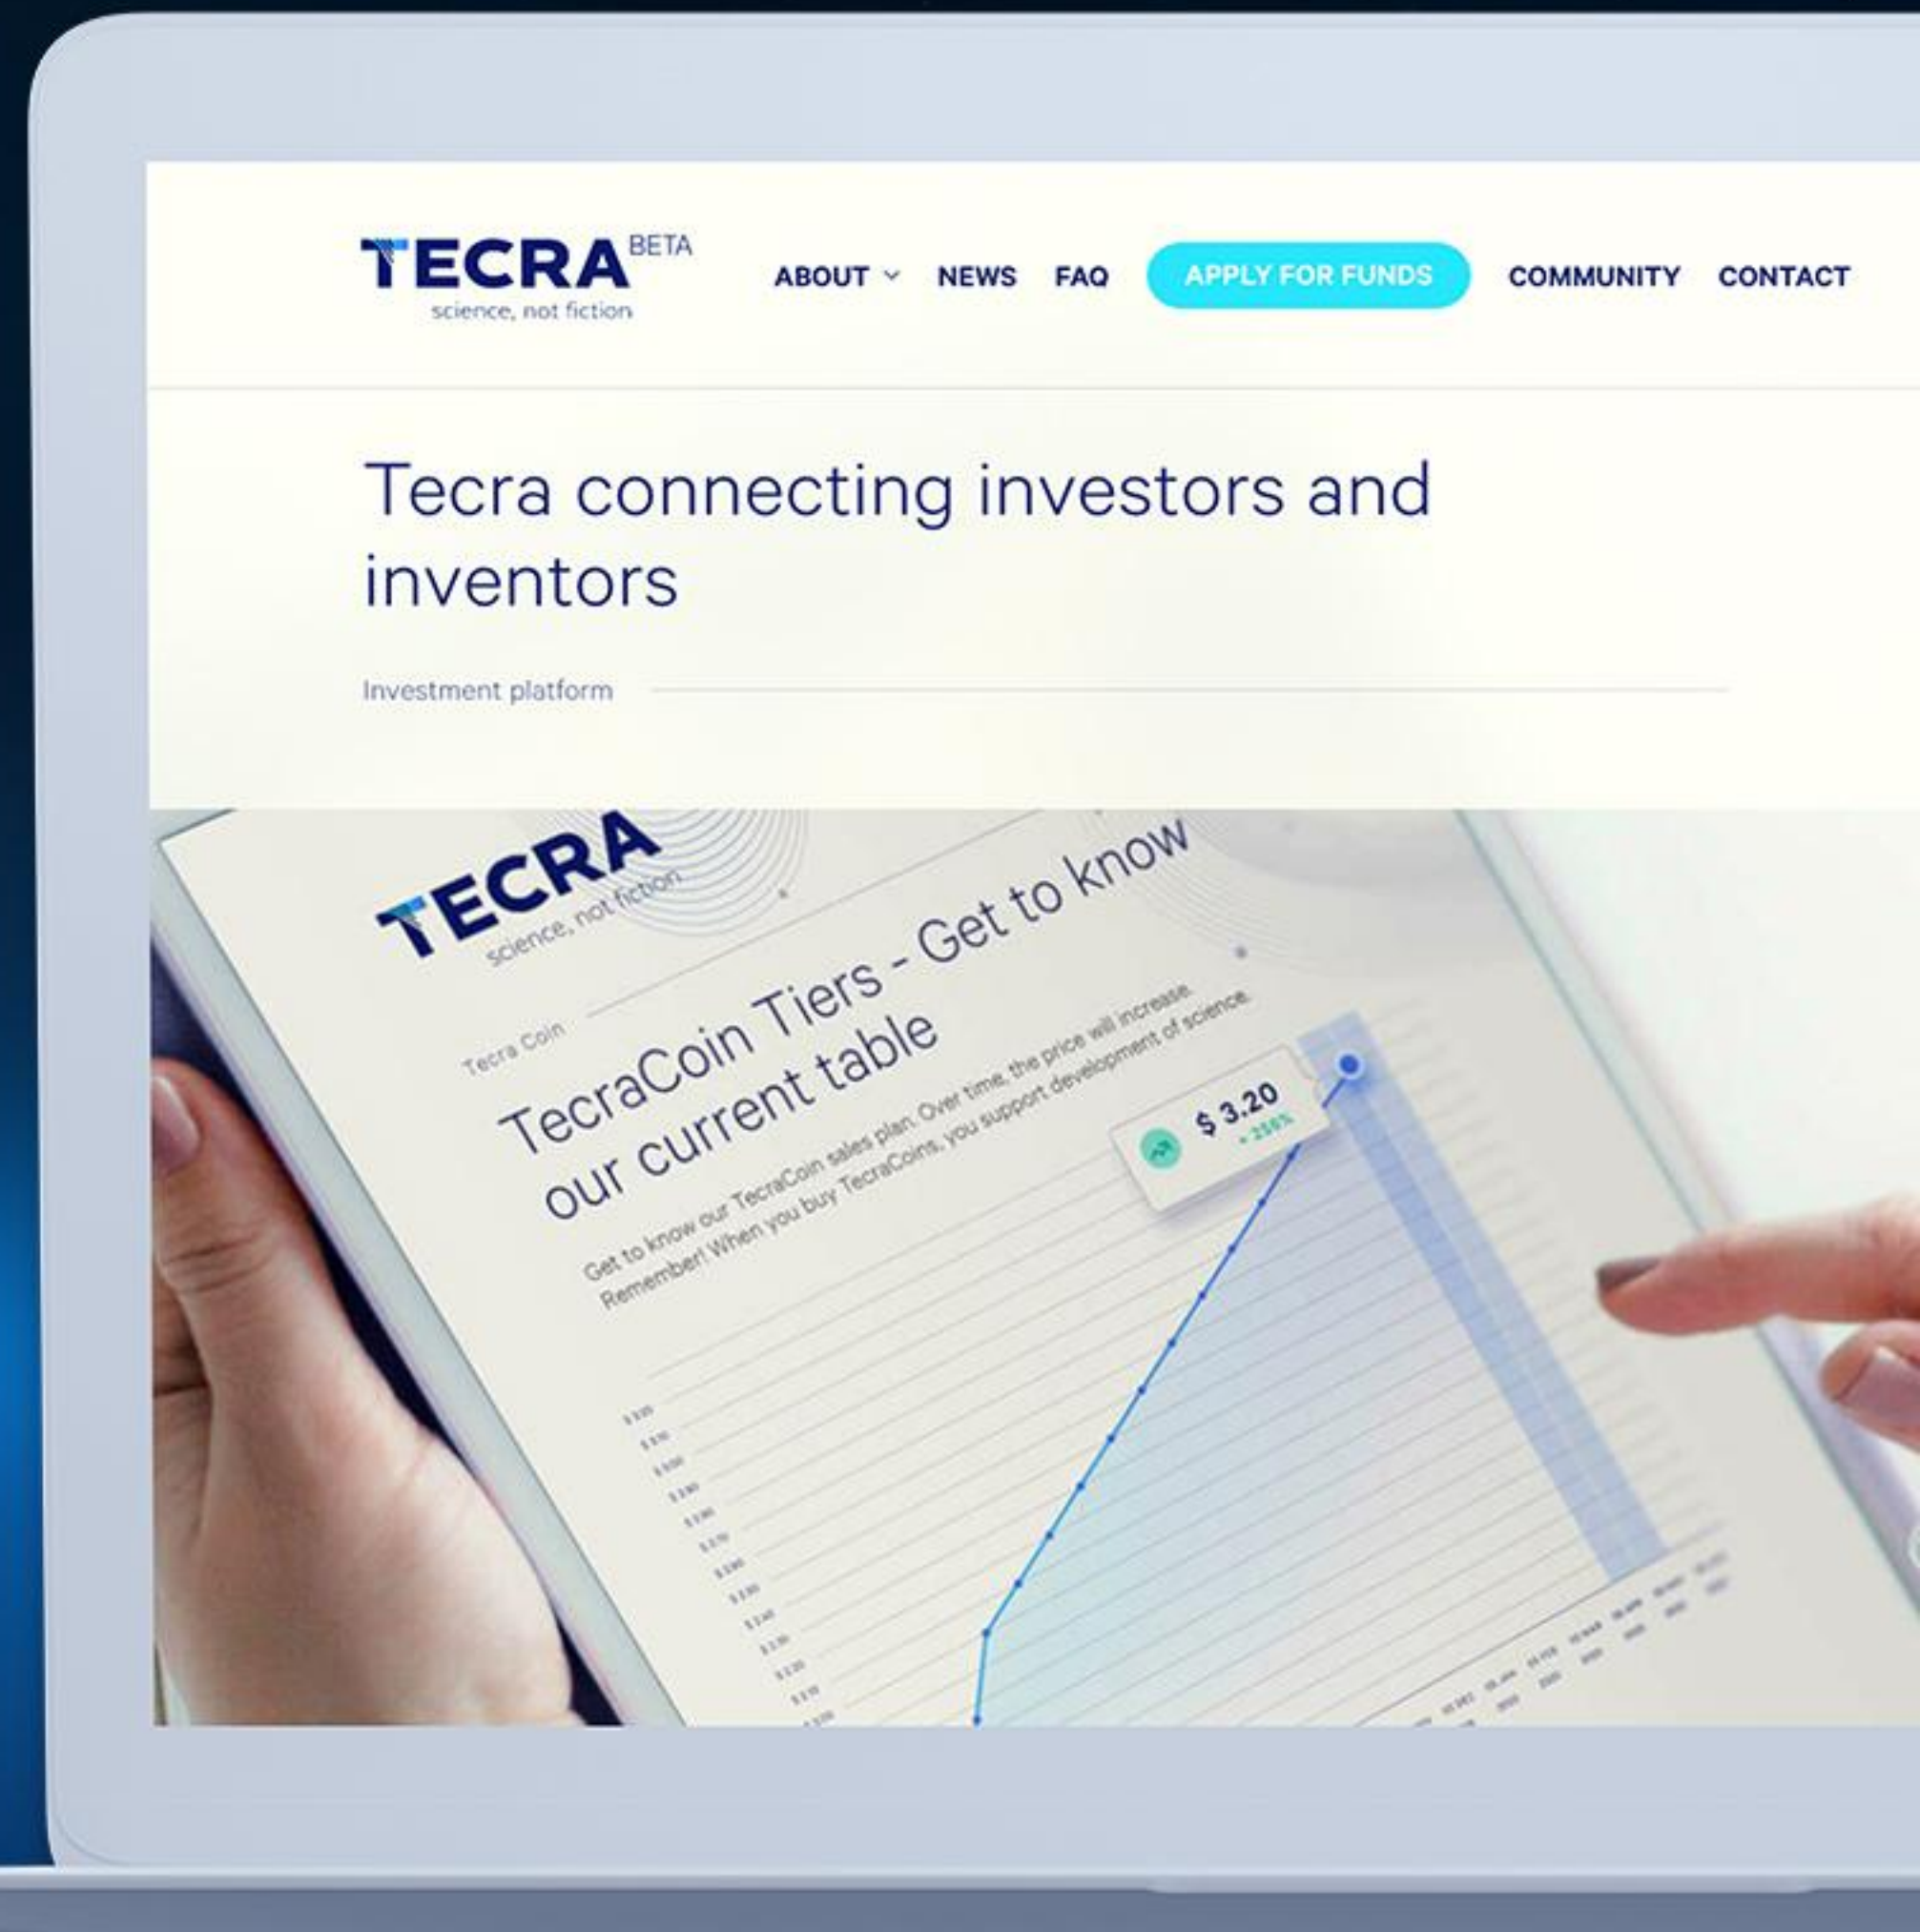 TECRA BETA
science, not fiction
ABOUT NEWS FAQ APPLY FOR FUNDS COMMUNITY CONTACT
Tecra connecting investors and
inventors
Investment platform
TECRA
science, not fiction
Tecra Coin
TecraCoin Tiers - Get to know
our current table
Get to know our TecraCoin sales plan. Over time, the price will increase.
Remember! When you buy TecraCoins, you support development of science.
$ 3.20